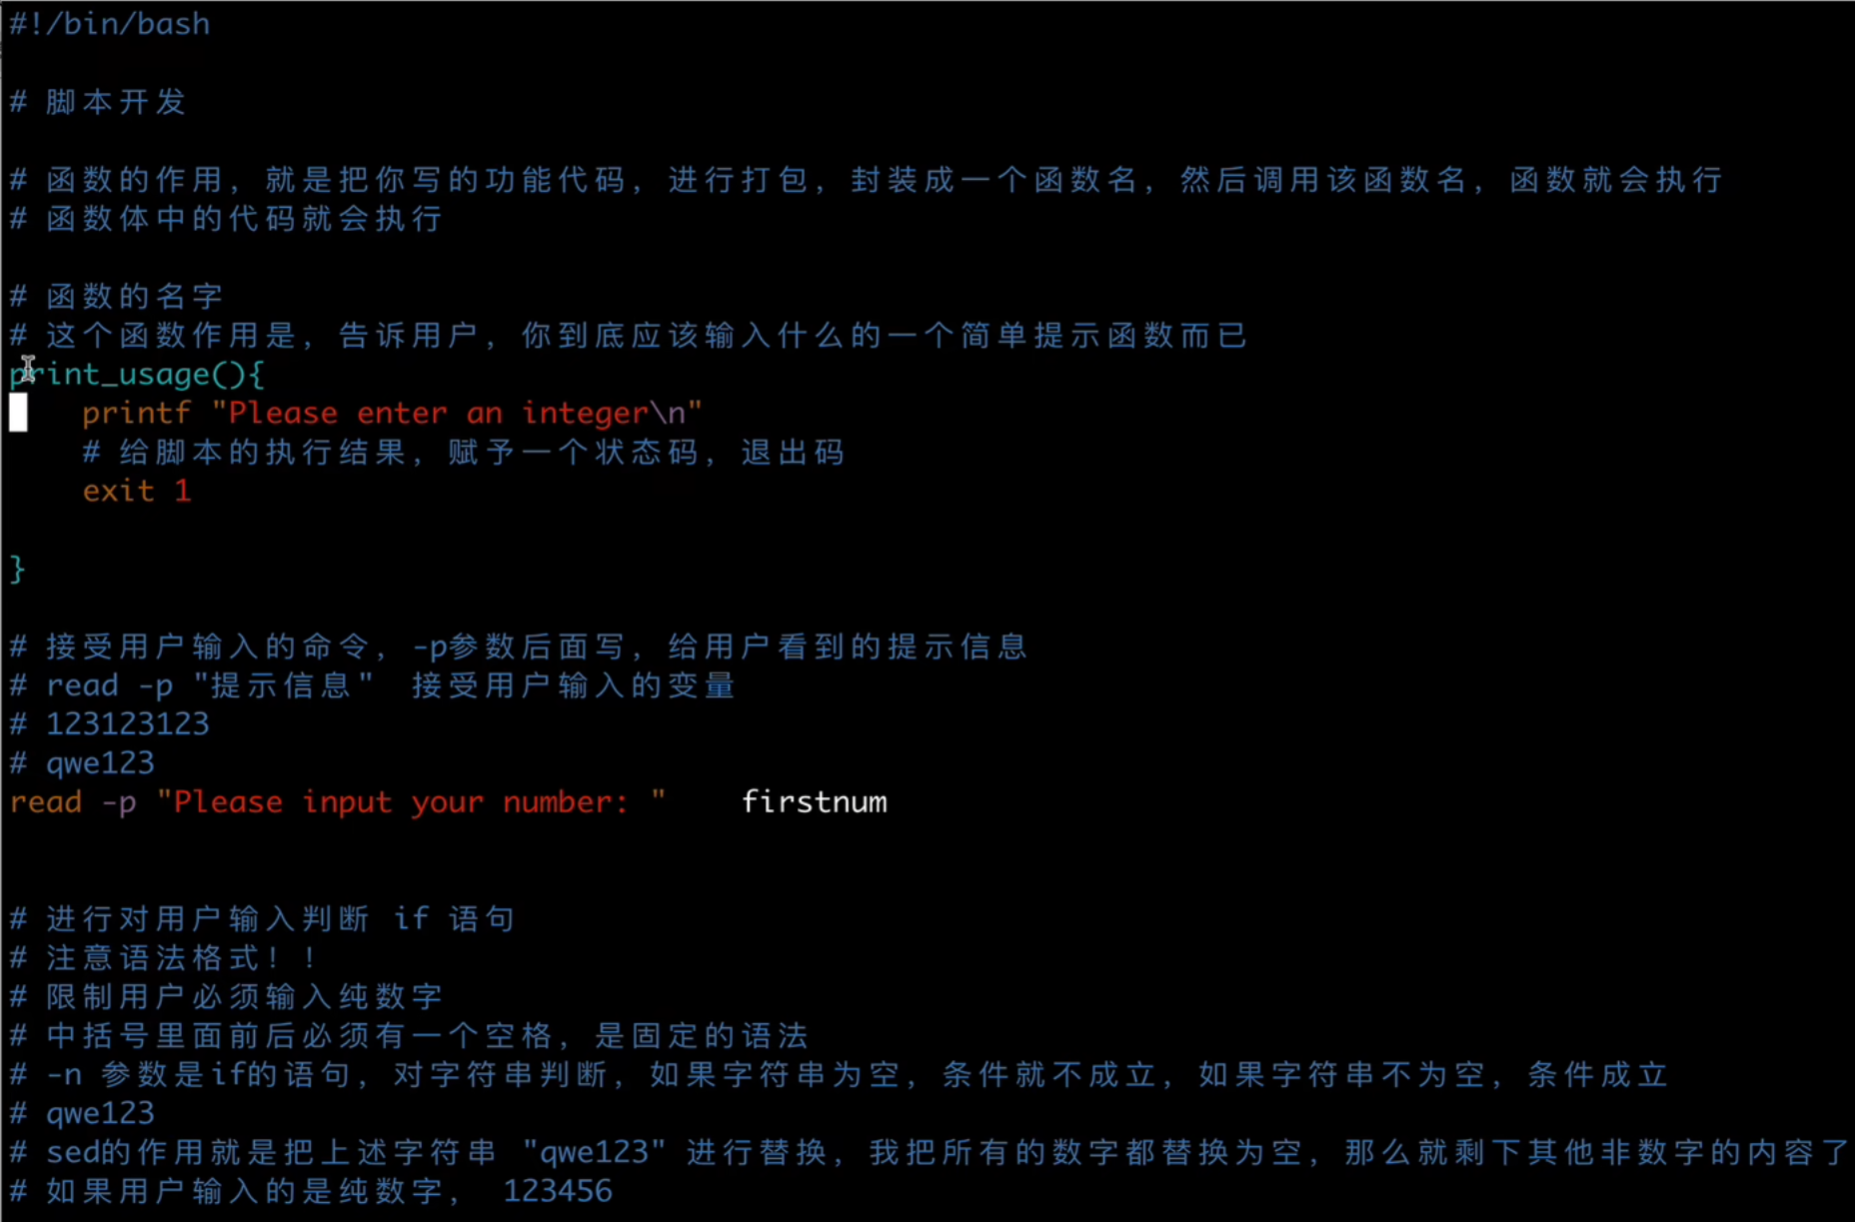 #!/bin/bash
# 脚本开发
# 函数的作用，就是把你写的功能代码，进行打包，封装成一个函数名，然后调用该函数名，函数就会执行
# 函数体中的代码就会执行
# 函数的名字
# 这个函数作用是，告诉用户，你到底应该输入什么的一个简单提示函数而已
print_usage(){
    printf "Please enter an integer\n"
    # 给脚本的执行结果，赋予一个状态码，退出码
    exit 1
}
# 接受用户输入的命令，-p参数后面写，给用户看到的提示信息
# read -p "提示信息"  接受用户输入的变量
# 123123123
# qwe123
read -p "Please input your number: "    firstnum
# 进行对用户输入判断 if 语句
# 注意语法格式！！
# 限制用户必须输入纯数字
# 中括号里面前后必须有一个空格，是固定的语法
# -n 参数是if的语句，对字符串判断，如果字符串为空，条件就不成立，如果字符串不为空，条件成立
# qwe123
# sed的作用就是把上述字符串 "qwe123" 进行替换，我把所有的数字都替换为空，那么就剩下其他非数字的内容了
# 如果用户输入的是纯数字， 123456